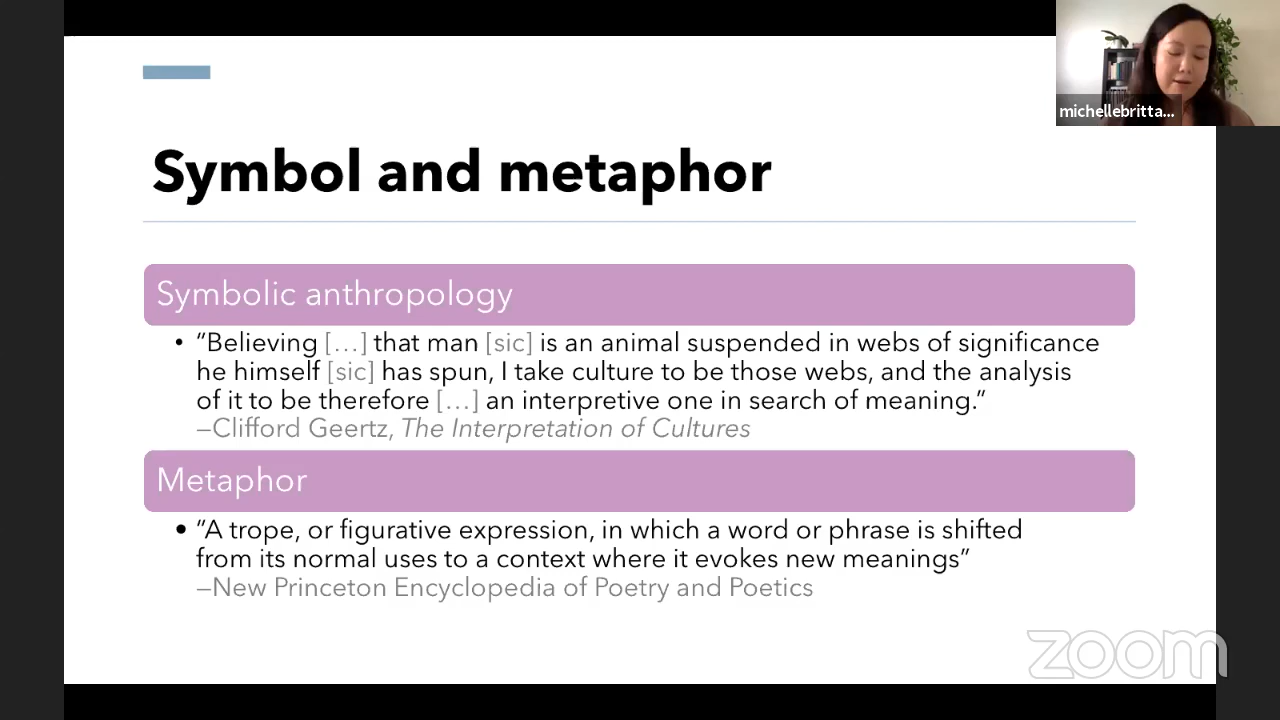 michellebritta...
Symbol and metaphor
Symbolic anthropology
• “Believing […] that man [sic] is an animal suspended in webs of significance
he himself [sic] has spun, I take culture to be those webs, and the analysis
of it to be therefore […] an interpretive one in search of meaning.”
—Clifford Geertz, The Interpretation of Cultures
Metaphor
• “A trope, or figurative expression, in which a word or phrase is shifted
from its normal uses to a context where it evokes new meanings”
—New Princeton Encyclopedia of Poetry and Poetics
zoom